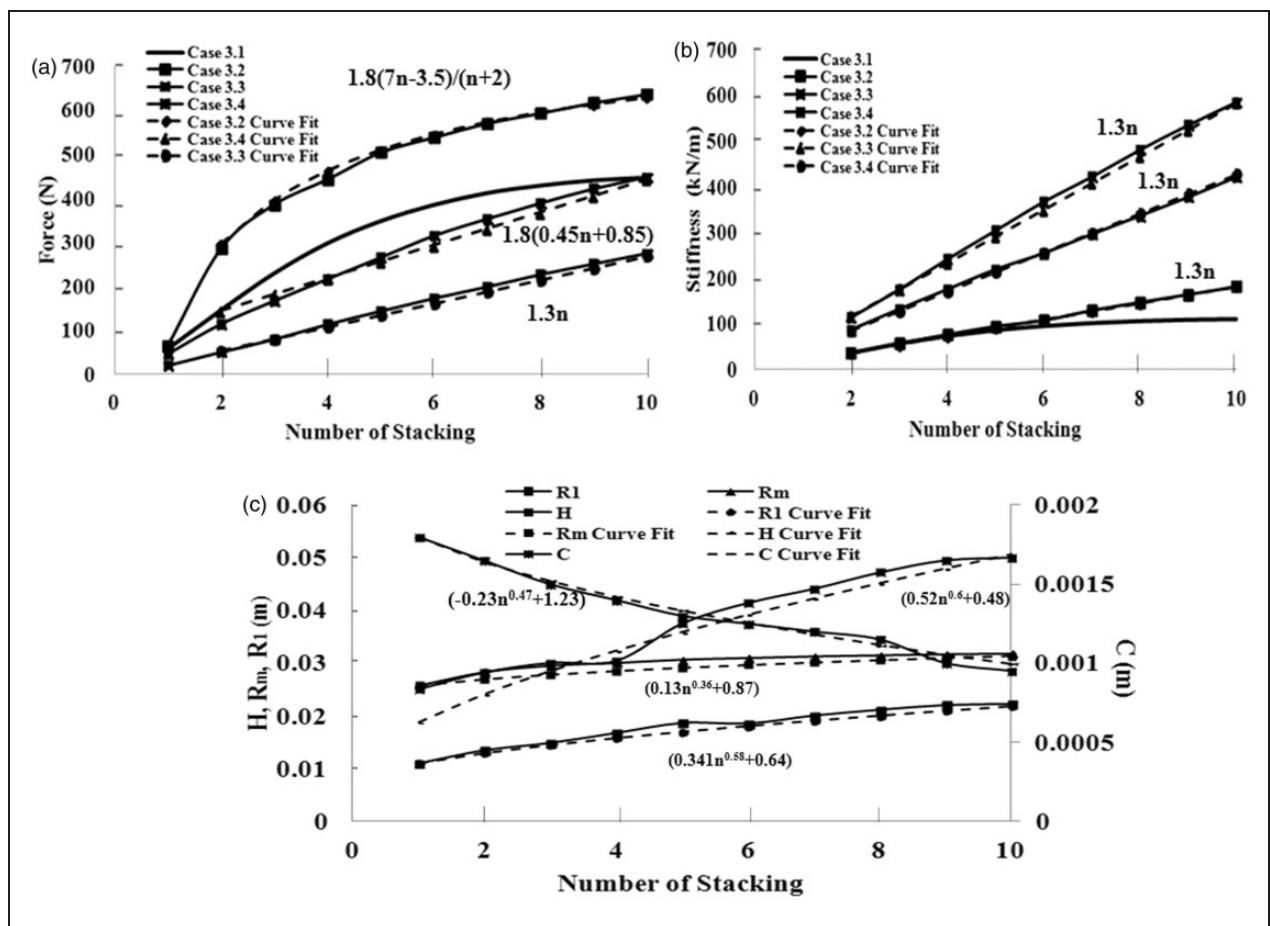 (a)
Case 3.1
Case 3.2
Case 3.3
Case 3.4
Case 3.2 Curve Fit
Case 3.4 Curve Fit
Case 3.3 Curve Fit
700
600
500
400
300
200
100
0
Force (N)
1.8(7n-3.5)/(n+2)
1.8(0.45n+0.85)
1.3n
0 2 4 6 8 10
Number of Stacking
(b)
Case 3.1
Case 3.2
Case 3.3
Case 3.4
Case 3.2 Curve Fit
Case 3.3 Curve Fit
Case 3.4 Curve Fit
700
600
500
400
300
200
100
0
Stiffness (kN/m)
1.3n
1.3n
1.3n
0 2 4 6 8 10
Number of Stacking
(c)
R1 Rm
H R1 Curve Fit
Rm Curve Fit H Curve Fit
C C Curve Fit
0.06
0.05
0.04
0.03
0.02
0.01
0
H, Rm, R1 (m)
(-0.23n^0.47+1.23)
(0.52n^0.6+0.48)
(0.13n^0.36+0.87)
(0.341n^0.58+0.64)
0.002
0.0015
0.001
0.0005
0
C (m)
0 2 4 6 8 10
Number of Stacking